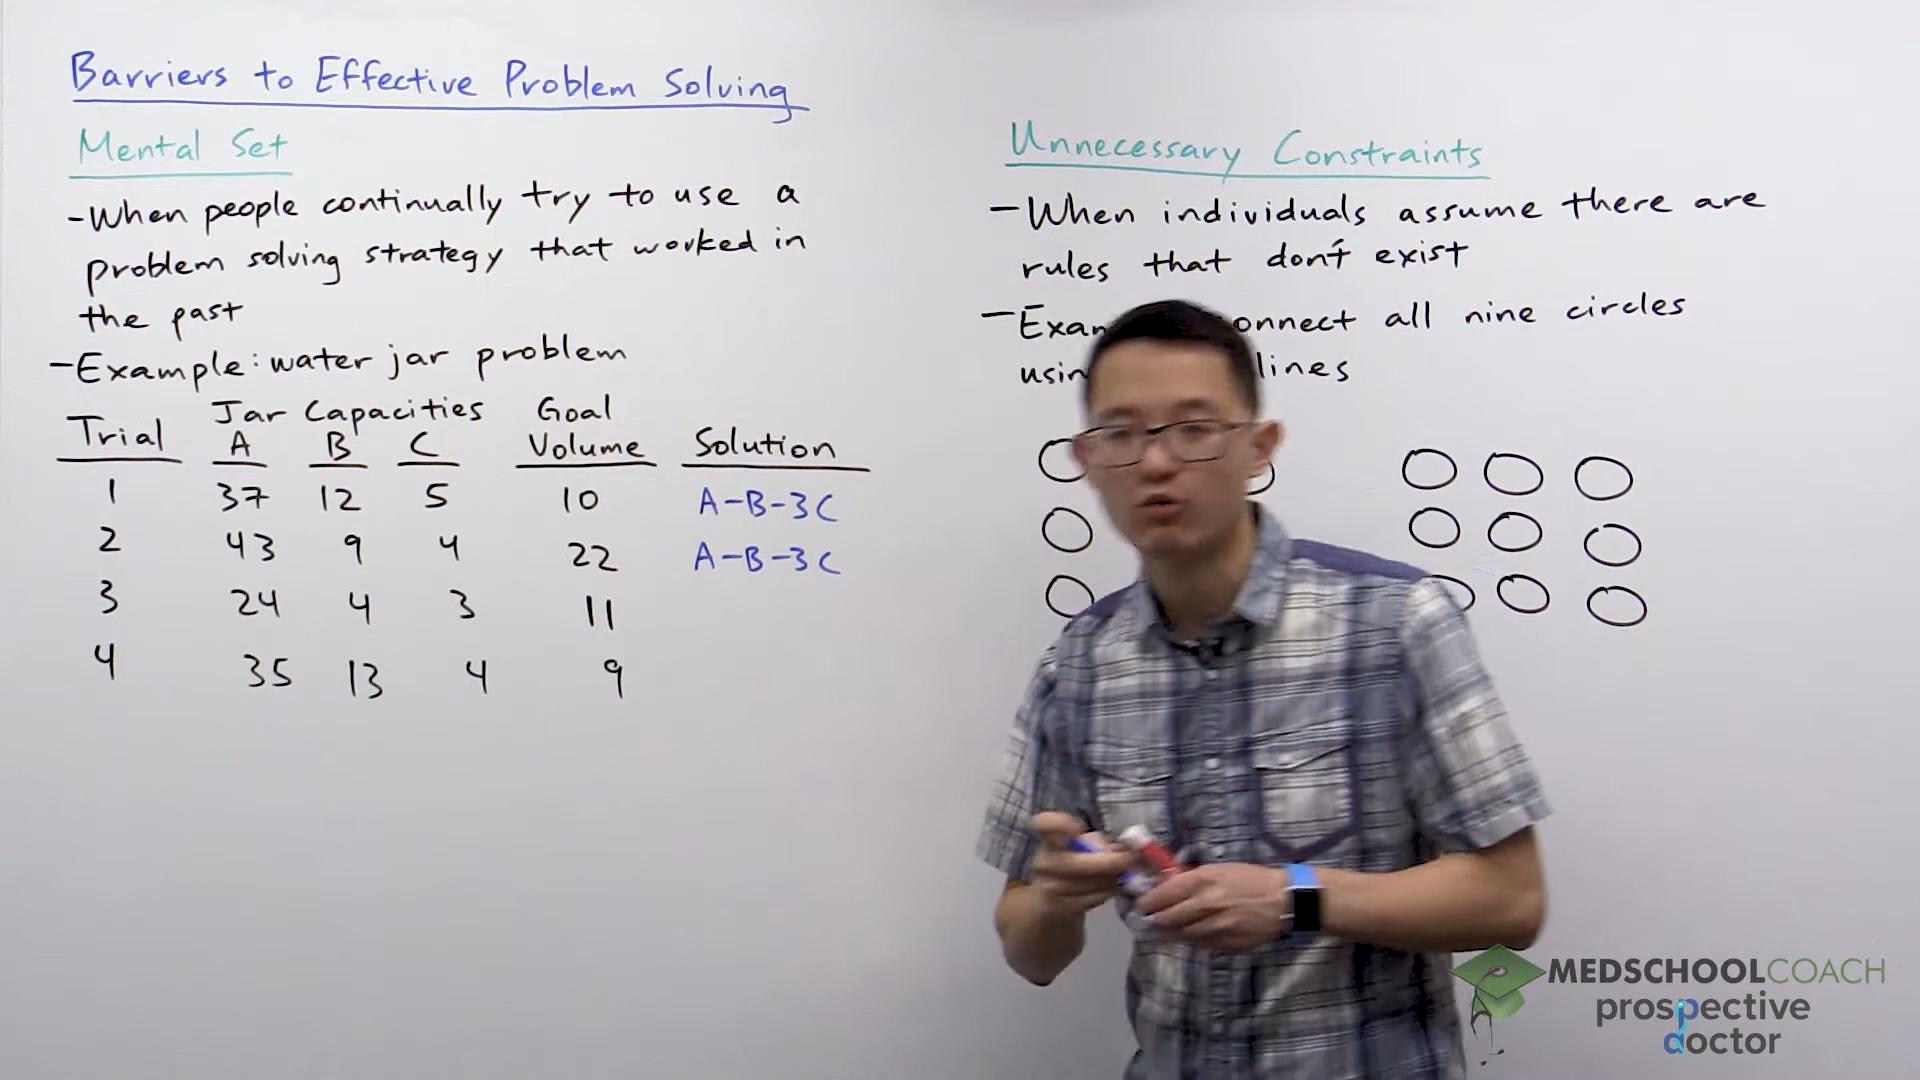 Barriers to Effective Problem Solving
Mental Set
-When people continually try to use a
problem solving strategy that worked in
the past
-Example: water jar problem
Trial Jar Capacities Goal
A B C Volume Solution
1 37 12 5 10 A-B-3C
2 43 9 4 22 A-B-3C
3 24 4 3 11
4 35 13 4 9
Unnecessary Constraints
-When individuals assume there are
rules that don't exist
all nine circles
lines
MEDSCHOOLCOACH
prospective
doctor